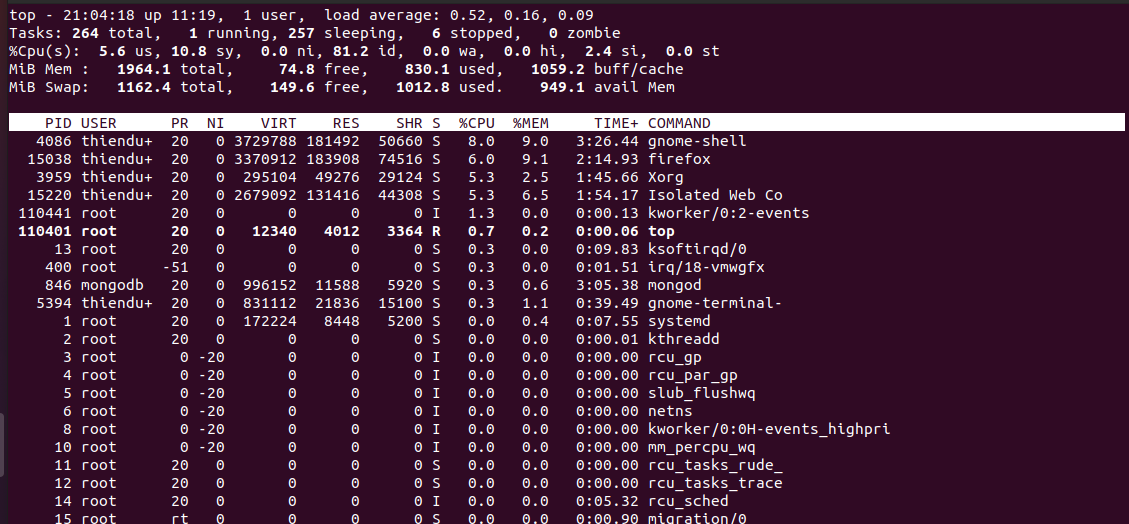 top - 21:04:18 up 11:19,  1 user,  load average: 0.52, 0.16, 0.09
Tasks: 264 total,   1 running, 257 sleeping,   6 stopped,   0 zombie
%Cpu(s):  5.6 us, 10.8 sy,  0.0 ni, 81.2 id,  0.0 wa,  0.0 hi,  2.4 si,  0.0 st
MiB Mem :   1964.1 total,     74.8 free,    830.1 used,   1059.2 buff/cache
MiB Swap:   1162.4 total,    149.6 free,   1012.8 used.    949.1 avail Mem
PID USER      PR  NI    VIRT    RES    SHR S  %CPU  %MEM     TIME+ COMMAND
4086 thiendu+  20   0 3729788 181492  50660 S   8.0   9.0   3:26.44 gnome-shell
15038 thiendu+  20   0 3370912 183908  74516 S   6.0   9.1   2:14.93 firefox
3959 thiendu+  20   0  295104  49276  29124 S   5.3   2.5   1:45.66 Xorg
15220 thiendu+  20   0 2679092 131416  44308 S   5.3   6.5   1:54.17 Isolated Web Co
110441 root      20   0       0      0      0 I   1.3   0.0   0:00.13 kworker/0:2-events
110401 root      20   0   12340   4012   3364 R   0.7   0.2   0:00.06 top
13 root      20   0       0      0      0 S   0.3   0.0   0:09.83 ksoftirqd/0
400 root     -51   0       0      0      0 S   0.3   0.0   0:01.51 irq/18-vmwgfx
846 mongodb   20   0  996152  11588   5920 S   0.3   0.6   3:05.38 mongod
5394 thiendu+  20   0  831112  21836  15100 S   0.3   1.1   0:39.49 gnome-terminal-
1 root      20   0  172224   8448   5200 S   0.0   0.4   0:07.55 systemd
2 root      20   0       0      0      0 S   0.0   0.0   0:00.01 kthreadd
3 root       0 -20       0      0      0 I   0.0   0.0   0:00.00 rcu_gp
4 root       0 -20       0      0      0 I   0.0   0.0   0:00.00 rcu_par_gp
5 root       0 -20       0      0      0 I   0.0   0.0   0:00.00 slub_flushwq
6 root       0 -20       0      0      0 I   0.0   0.0   0:00.00 netns
8 root       0 -20       0      0      0 I   0.0   0.0   0:00.00 kworker/0:0H-events_highpri
10 root       0 -20       0      0      0 I   0.0   0.0   0:00.00 mm_percpu_wq
11 root      20   0       0      0      0 S   0.0   0.0   0:00.00 rcu_tasks_rude_
12 root      20   0       0      0      0 S   0.0   0.0   0:00.00 rcu_tasks_trace
14 root      20   0       0      0      0 I   0.0   0.0   0:05.32 rcu_sched
15 root      rt   0       0      0      0 S   0.0   0.0   0:00.90 migration/0